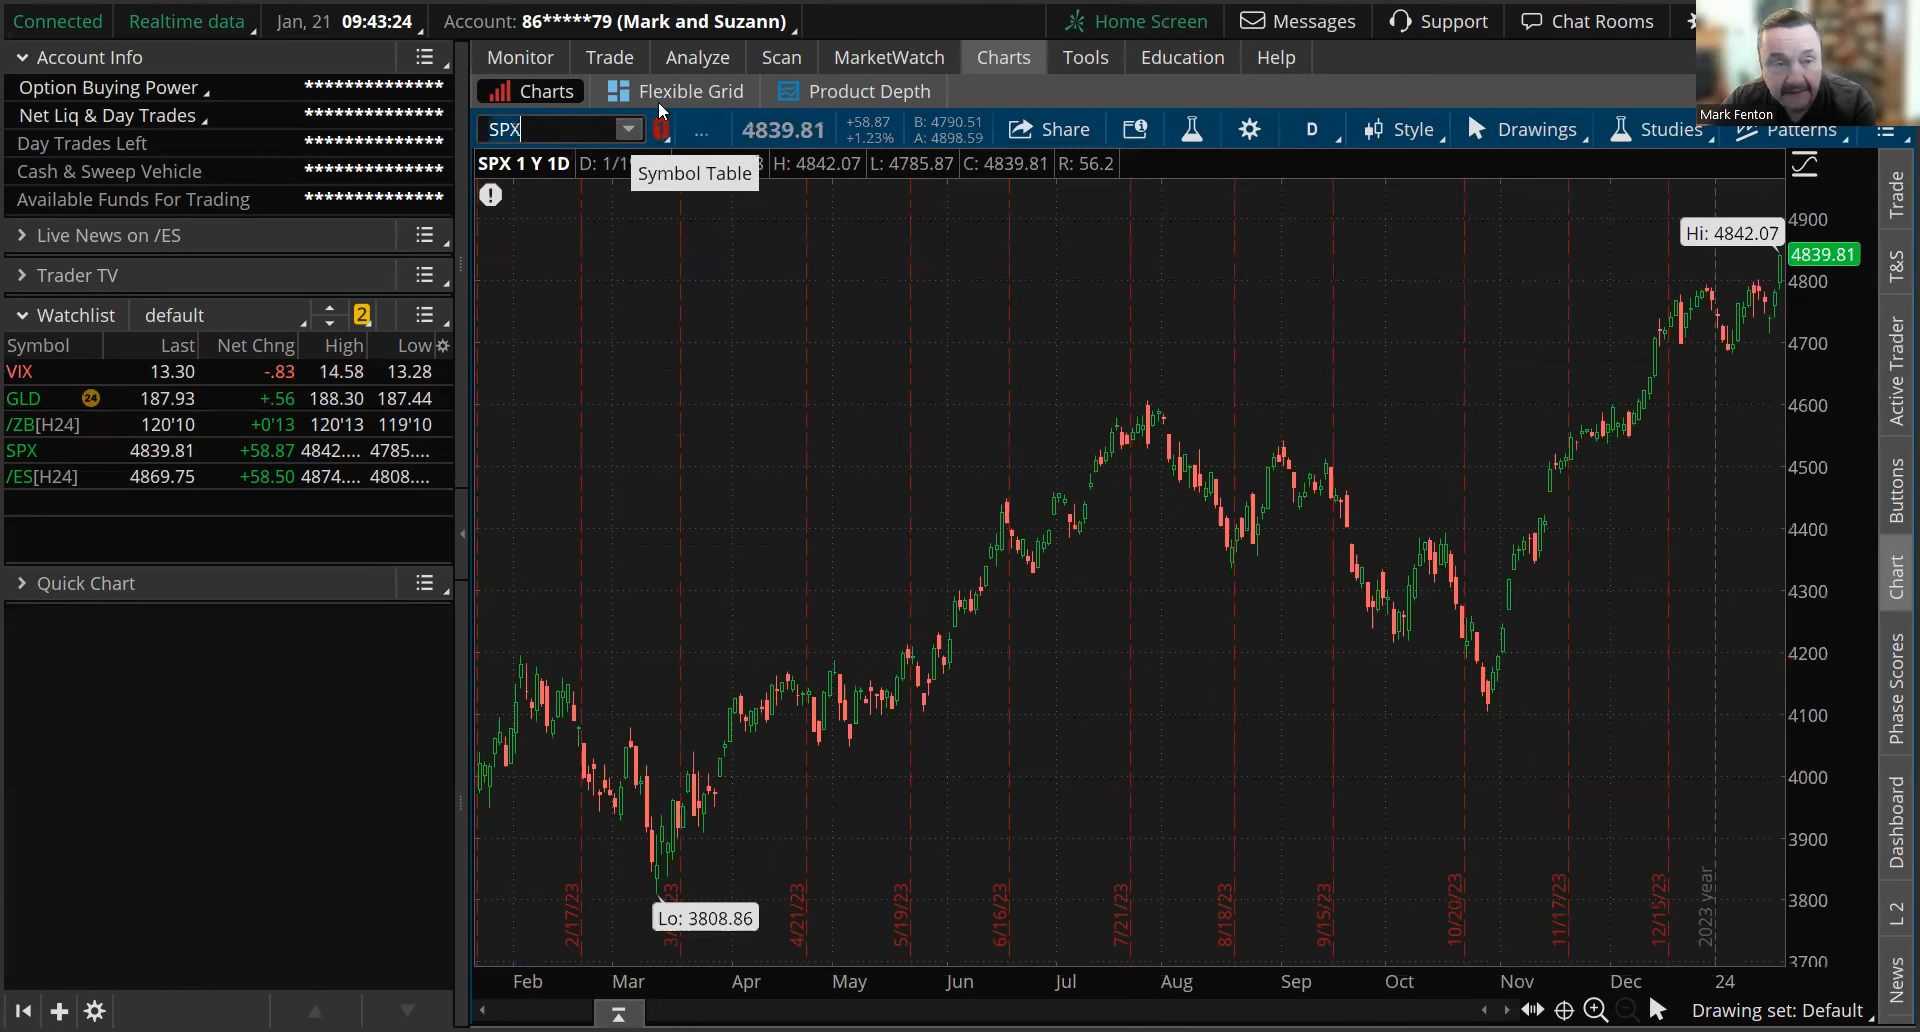 Connected Realtime data Jan, 21 09:43:24 Account: 86*****79 (Mark and Suzann) Home Screen Messages Support Chat Rooms
Account Info
Option Buying Power **************
Net Liq & Day Trades **************
Day Trades Left
Cash & Sweep Vehicle **************
Available Funds For Trading **************
Live News on /ES
Trader TV
Watchlist default 2
Symbol Last Net Chng High Low
VIX 13.30 -.83 14.58 13.28
GLD 24 187.93 +.56 188.30 187.44
/ZB[H24] 120'10 +0'13 120'13 119'10
SPX 4839.81 +58.87 4842.... 4785....
/ES[H24] 4869.75 +58.50 4874.... 4808....
Quick Chart
Monitor Trade Analyze Scan MarketWatch Charts Tools Education Help
Charts Flexible Grid Product Depth
Mark Fenton
SPX 1 ... 4839.81 +58.87 B: 4790.51 Share D Style Drawings Studies Patterns
+1.23% A: 4898.59
SPX 1 Y 1D D: 1/1 8 H: 4842.07 L: 4785.87 C: 4839.81 R: 56.2
Symbol Table
Hi: 4842.07
4839.81
Lo: 3808.86
4900
4800
4700
4600
4500
4400
4300
4200
4100
4000
3900
3800
3700
2/17/23 3/ 23 4/21/23 5/19/23 6/16/23 7/21/23 8/18/23 9/15/23 10/20/23 11/17/23 12/15/23 2023 year
Feb Mar Apr May Jun Jul Aug Sep Oct Nov Dec 24
Drawing set: Default
Trade
T&S
Active Trader
Buttons
Chart
Phase Scores
Dashboard
L 2
News